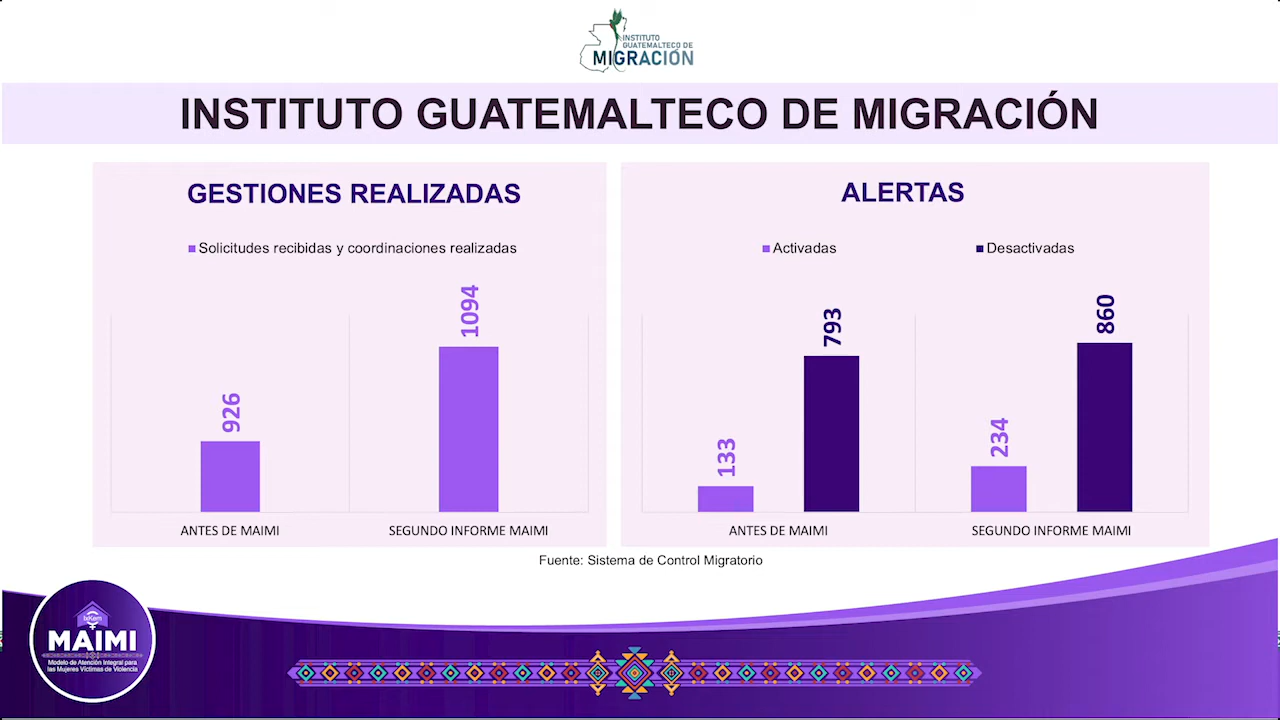 INSTITUTO
GUATEMALTECO DE
MIGRACIÓN
INSTITUTO GUATEMALTECO DE MIGRACIÓN
GESTIONES REALIZADAS
Solicitudes recibidas y coordinaciones realizadas
926
1094
ANTES DE MAIMI
SEGUNDO INFORME MAIMI
ALERTAS
Activadas
Desactivadas
133
793
234
860
ANTES DE MAIMI
SEGUNDO INFORME MAIMI
Fuente: Sistema de Control Migratorio
MAIMI
Modelo de Atención Integral para
las Mujeres Víctimas de Violencia